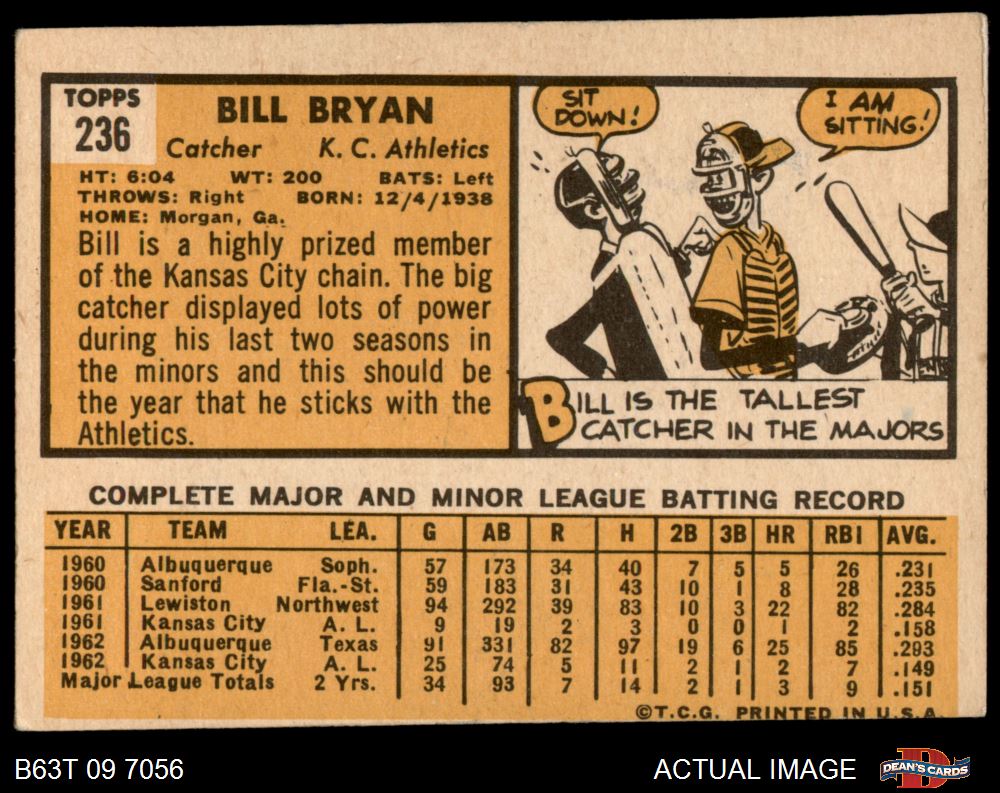 TOPPS
236
BILL BRYAN
Catcher K. C. Athletics
HT: 6:04 WT: 200 BATS: Left
THROWS: Right BORN: 12/4/1938
HOME: Morgan, Ga.
Bill is a highly prized member
of the Kansas City chain. The big
catcher displayed lots of power
during his last two seasons in
the minors and this should be
the year that he sticks with the
Athletics.
SIT
DOWN!
I AM
SITTING!
BILL IS THE TALLEST
CATCHER IN THE MAJORS
COMPLETE MAJOR AND MINOR LEAGUE BATTING RECORD
YEAR TEAM LEA. G AB R H 2B 3B HR RBI AVG.
1960 Albuquerque Soph. 57 173 34 40 7 5 5 26 .231
1960 Sanford Fla.-St. 59 183 31 43 10 1 8 28 .235
1961 Lewiston Northwest 94 292 39 83 10 3 22 82 .284
1961 Kansas City A. L. 9 19 2 3 0 0 1 2 .158
1962 Albuquerque Texas 91 331 82 97 19 6 25 85 .293
1962 Kansas City A. L. 25 74 5 11 2 1 2 7 .149
Major League Totals 2 Yrs. 34 93 7 14 2 1 3 9 .151
©T.C.G. PRINTED IN U.S.A.
B63T 09 7056
ACTUAL IMAGE
DEAN'S CARDS